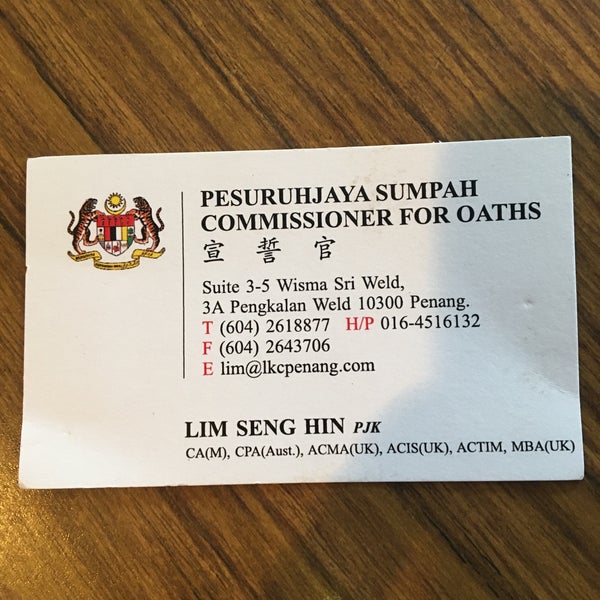 PESURUHJAYA SUMPAH
COMMISSIONER FOR OATHS
宣誓官
Suite 3-5 Wisma Sri Weld,
3A Pengkalan Weld 10300 Penang.
T (604) 2618877 H/P 016-4516132
F (604) 2643706
E lim@lkcpenang.com
LIM SENG HIN PJK
CA(M), CPA(Aust.), ACMA(UK), ACIS(UK), ACTIM, MBA(UK)